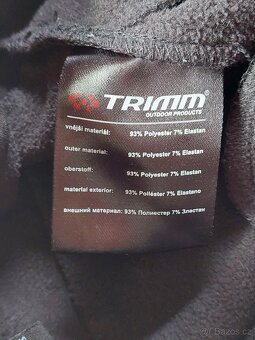 TRIMM
OUTDOOR PRODUCTS
vnější materiál: 93% Polyester 7% Elastan
outer material: 93% Polyester 7% Elastan
oberstoff: 93% Polyester 7% Elastan
material exterior: 93% Poliéster 7% Elastano
внешний материал: 93% Полиестер 7% Эластан
Bazos.cz